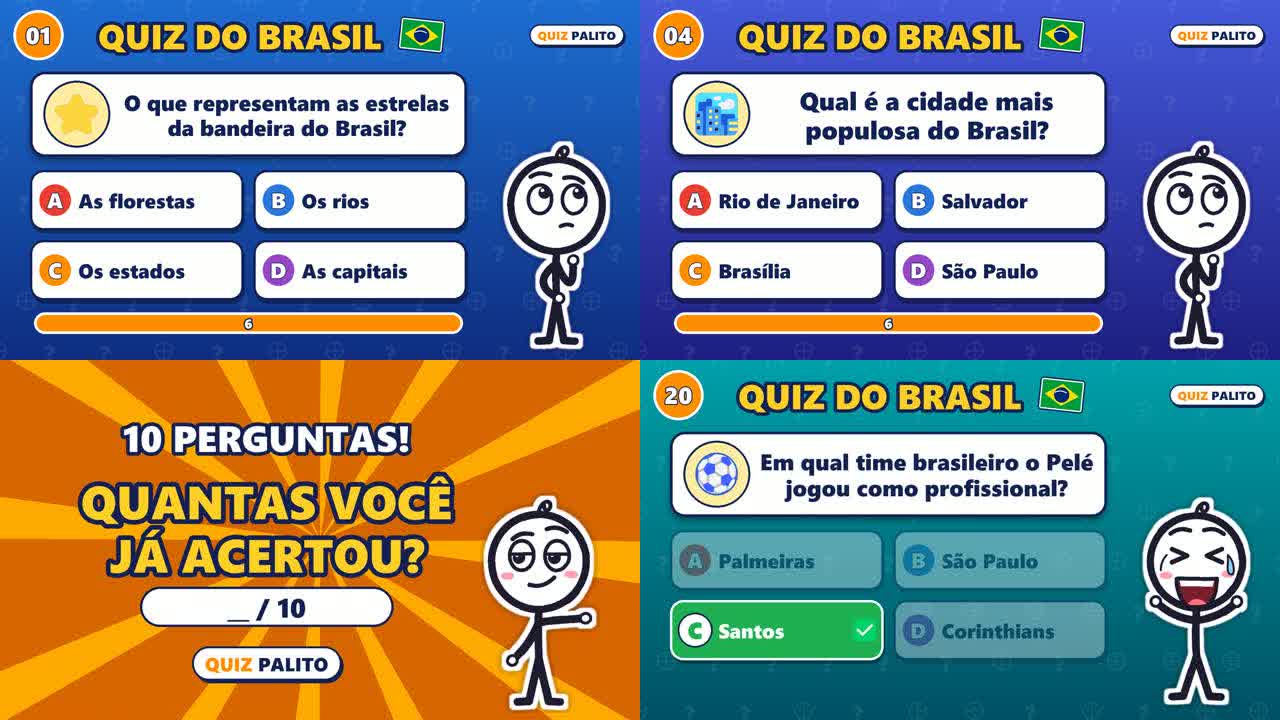 01
QUIZ DO BRASIL
QUIZ PALITO
O que representam as estrelas
da bandeira do Brasil?
A As florestas
B Os rios
C Os estados
D As capitais
6
04
QUIZ DO BRASIL
QUIZ PALITO
Qual é a cidade mais
populosa do Brasil?
A Rio de Janeiro
B Salvador
C Brasília
D São Paulo
6
10 PERGUNTAS!
QUANTAS VOCÊ
JÁ ACERTOU?
__ / 10
QUIZ PALITO
20
QUIZ DO BRASIL
QUIZ PALITO
Em qual time brasileiro o Pelé
jogou como profissional?
A Palmeiras
B São Paulo
C Santos
D Corinthians